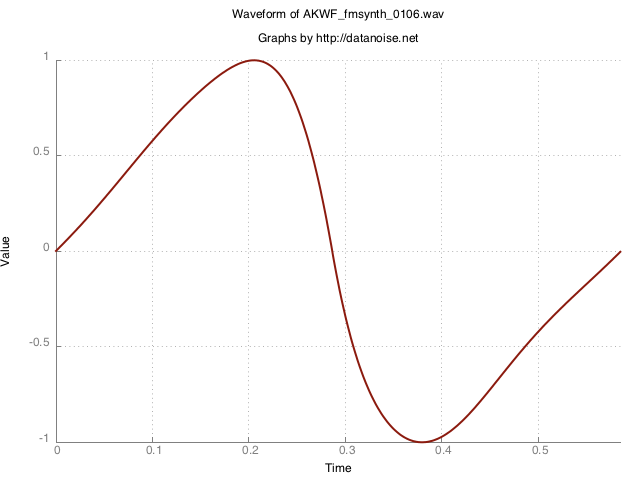 Waveform of AKWF_fmsynth_0106.wav
Graphs by http://datanoise.net
1
0.5
0
-0.5
-1
Value
0 0.1 0.2 0.3 0.4 0.5
Time